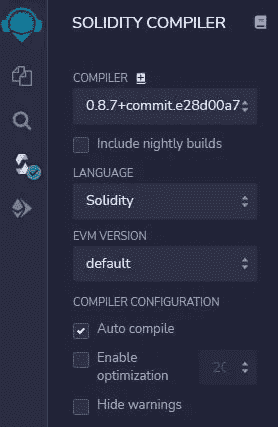 SOLIDITY COMPILER
COMPILER
0.8.7+commit.e28d00a7
Include nightly builds
LANGUAGE
Solidity
EVM VERSION
default
COMPILER CONFIGURATION
Auto compile
Enable
optimization
Hide warnings